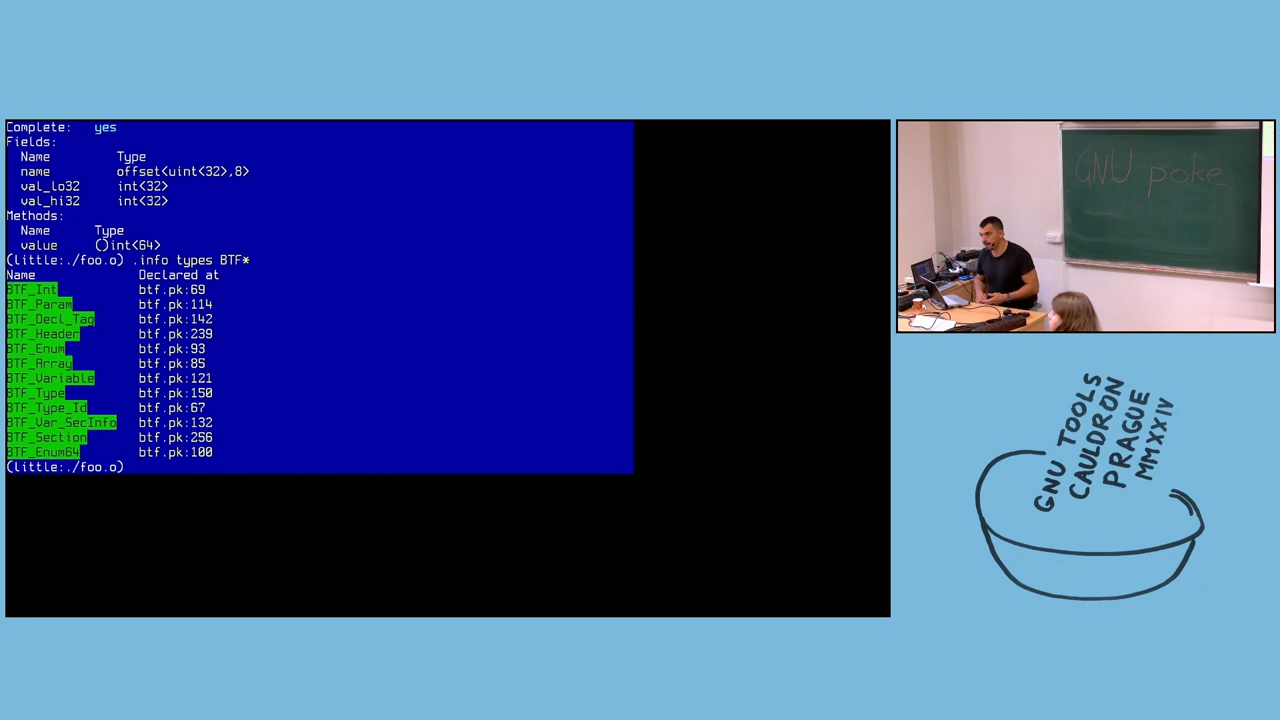 Complete: yes
Fields:
Name Type
name offset<uint<32>,8>
val_lo32 int<32>
val_hi32 int<32>
Methods:
Name Type
value ()int<64>
(little:./foo.o) .info types BTF*
Name Declared at
BTF_Int btf.pk:69
BTF_Param btf.pk:114
BTF_Decl_Tag btf.pk:142
BTF_Header btf.pk:239
BTF_Enum btf.pk:93
BTF_Array btf.pk:85
BTF_Variable btf.pk:121
BTF_Type btf.pk:150
BTF_Type_Id btf.pk:67
BTF_Var_SecInfo btf.pk:132
BTF_Section btf.pk:256
BTF_Enum64 btf.pk:100
(little:./foo.o)
GNU poke
GNU TOOLS
CAULDRON
PRAGUE
MMXXIV